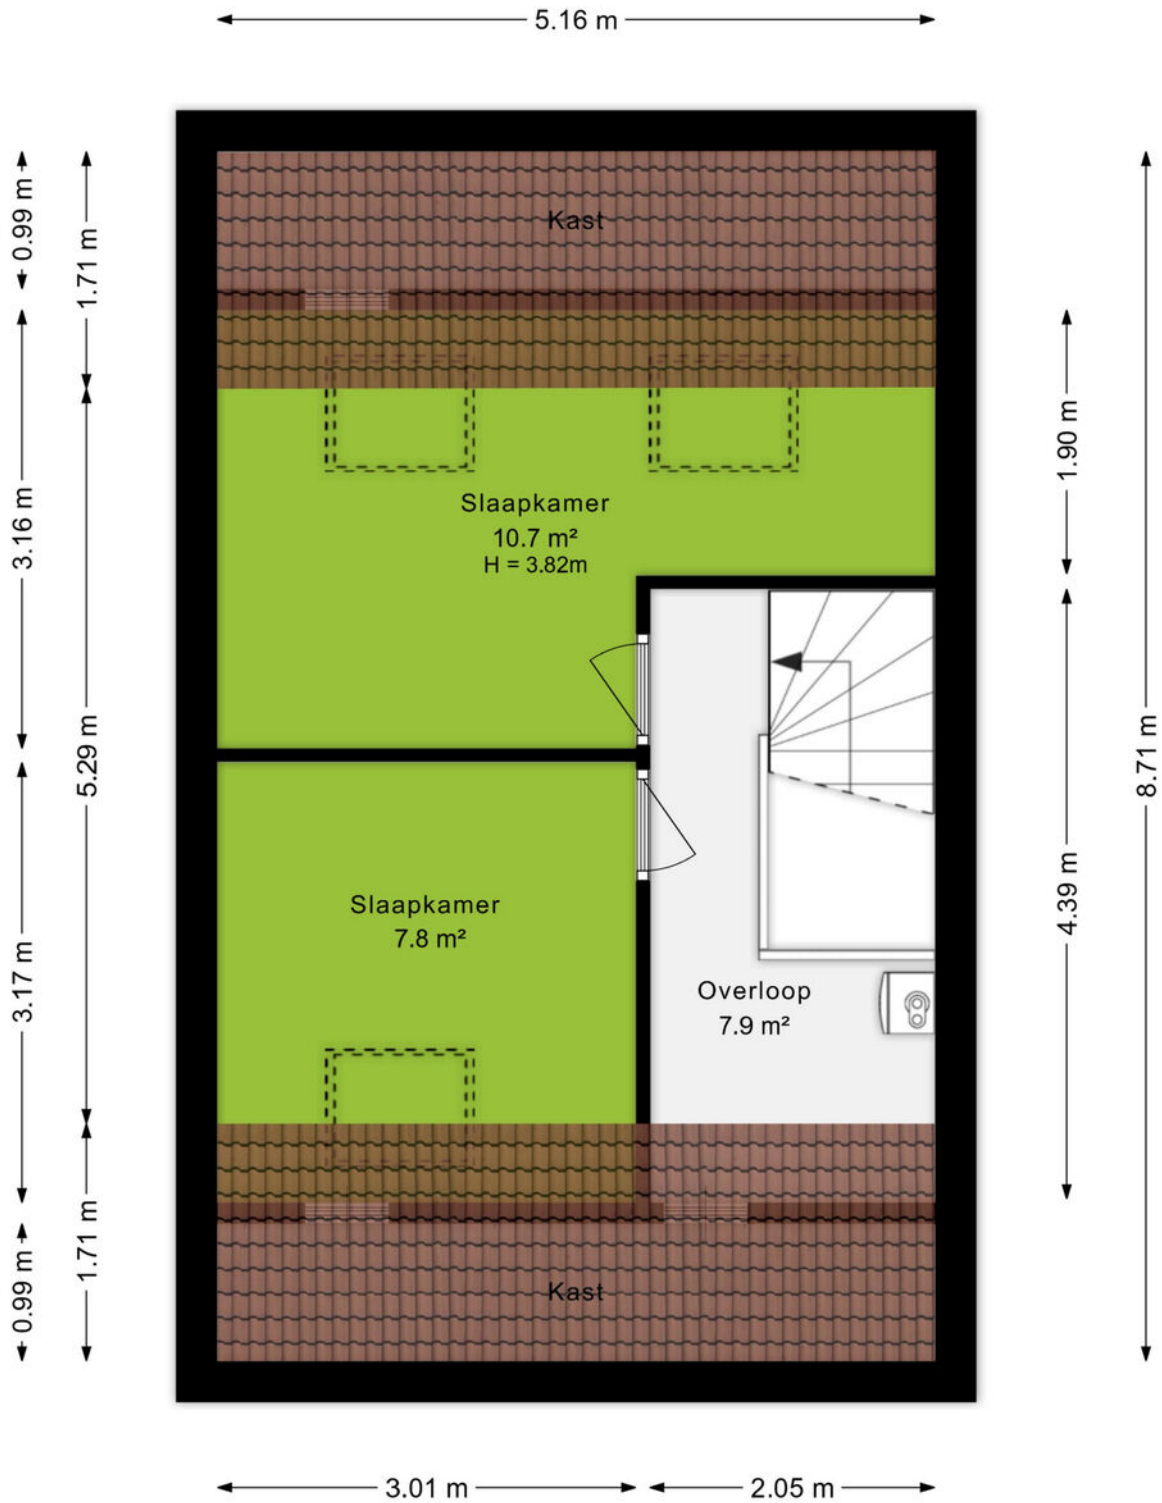 5.16 m
0.99 m
1.71 m
Kast
3.16 m
1.90 m
Slaapkamer
10.7 m²
H = 3.82m
5.29 m
8.71 m
4.39 m
Slaapkamer
7.8 m²
3.17 m
Overloop
7.9 m²
1.71 m
0.99 m
Kast
3.01 m
2.05 m